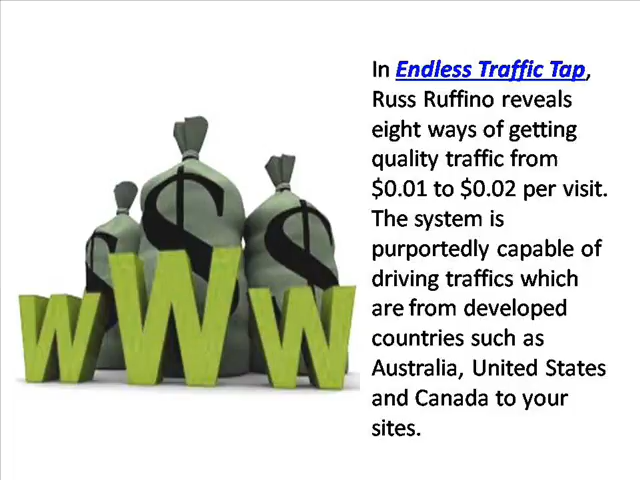 In Endless Traffic Tap,
Russ Ruffino reveals
eight ways of getting
quality traffic from
$0.01 to $0.02 per visit.
The system is
purportedly capable of
driving traffics which
are from developed
countries such as
Australia, United States
and Canada to your
sites.
$ $ $
W W W